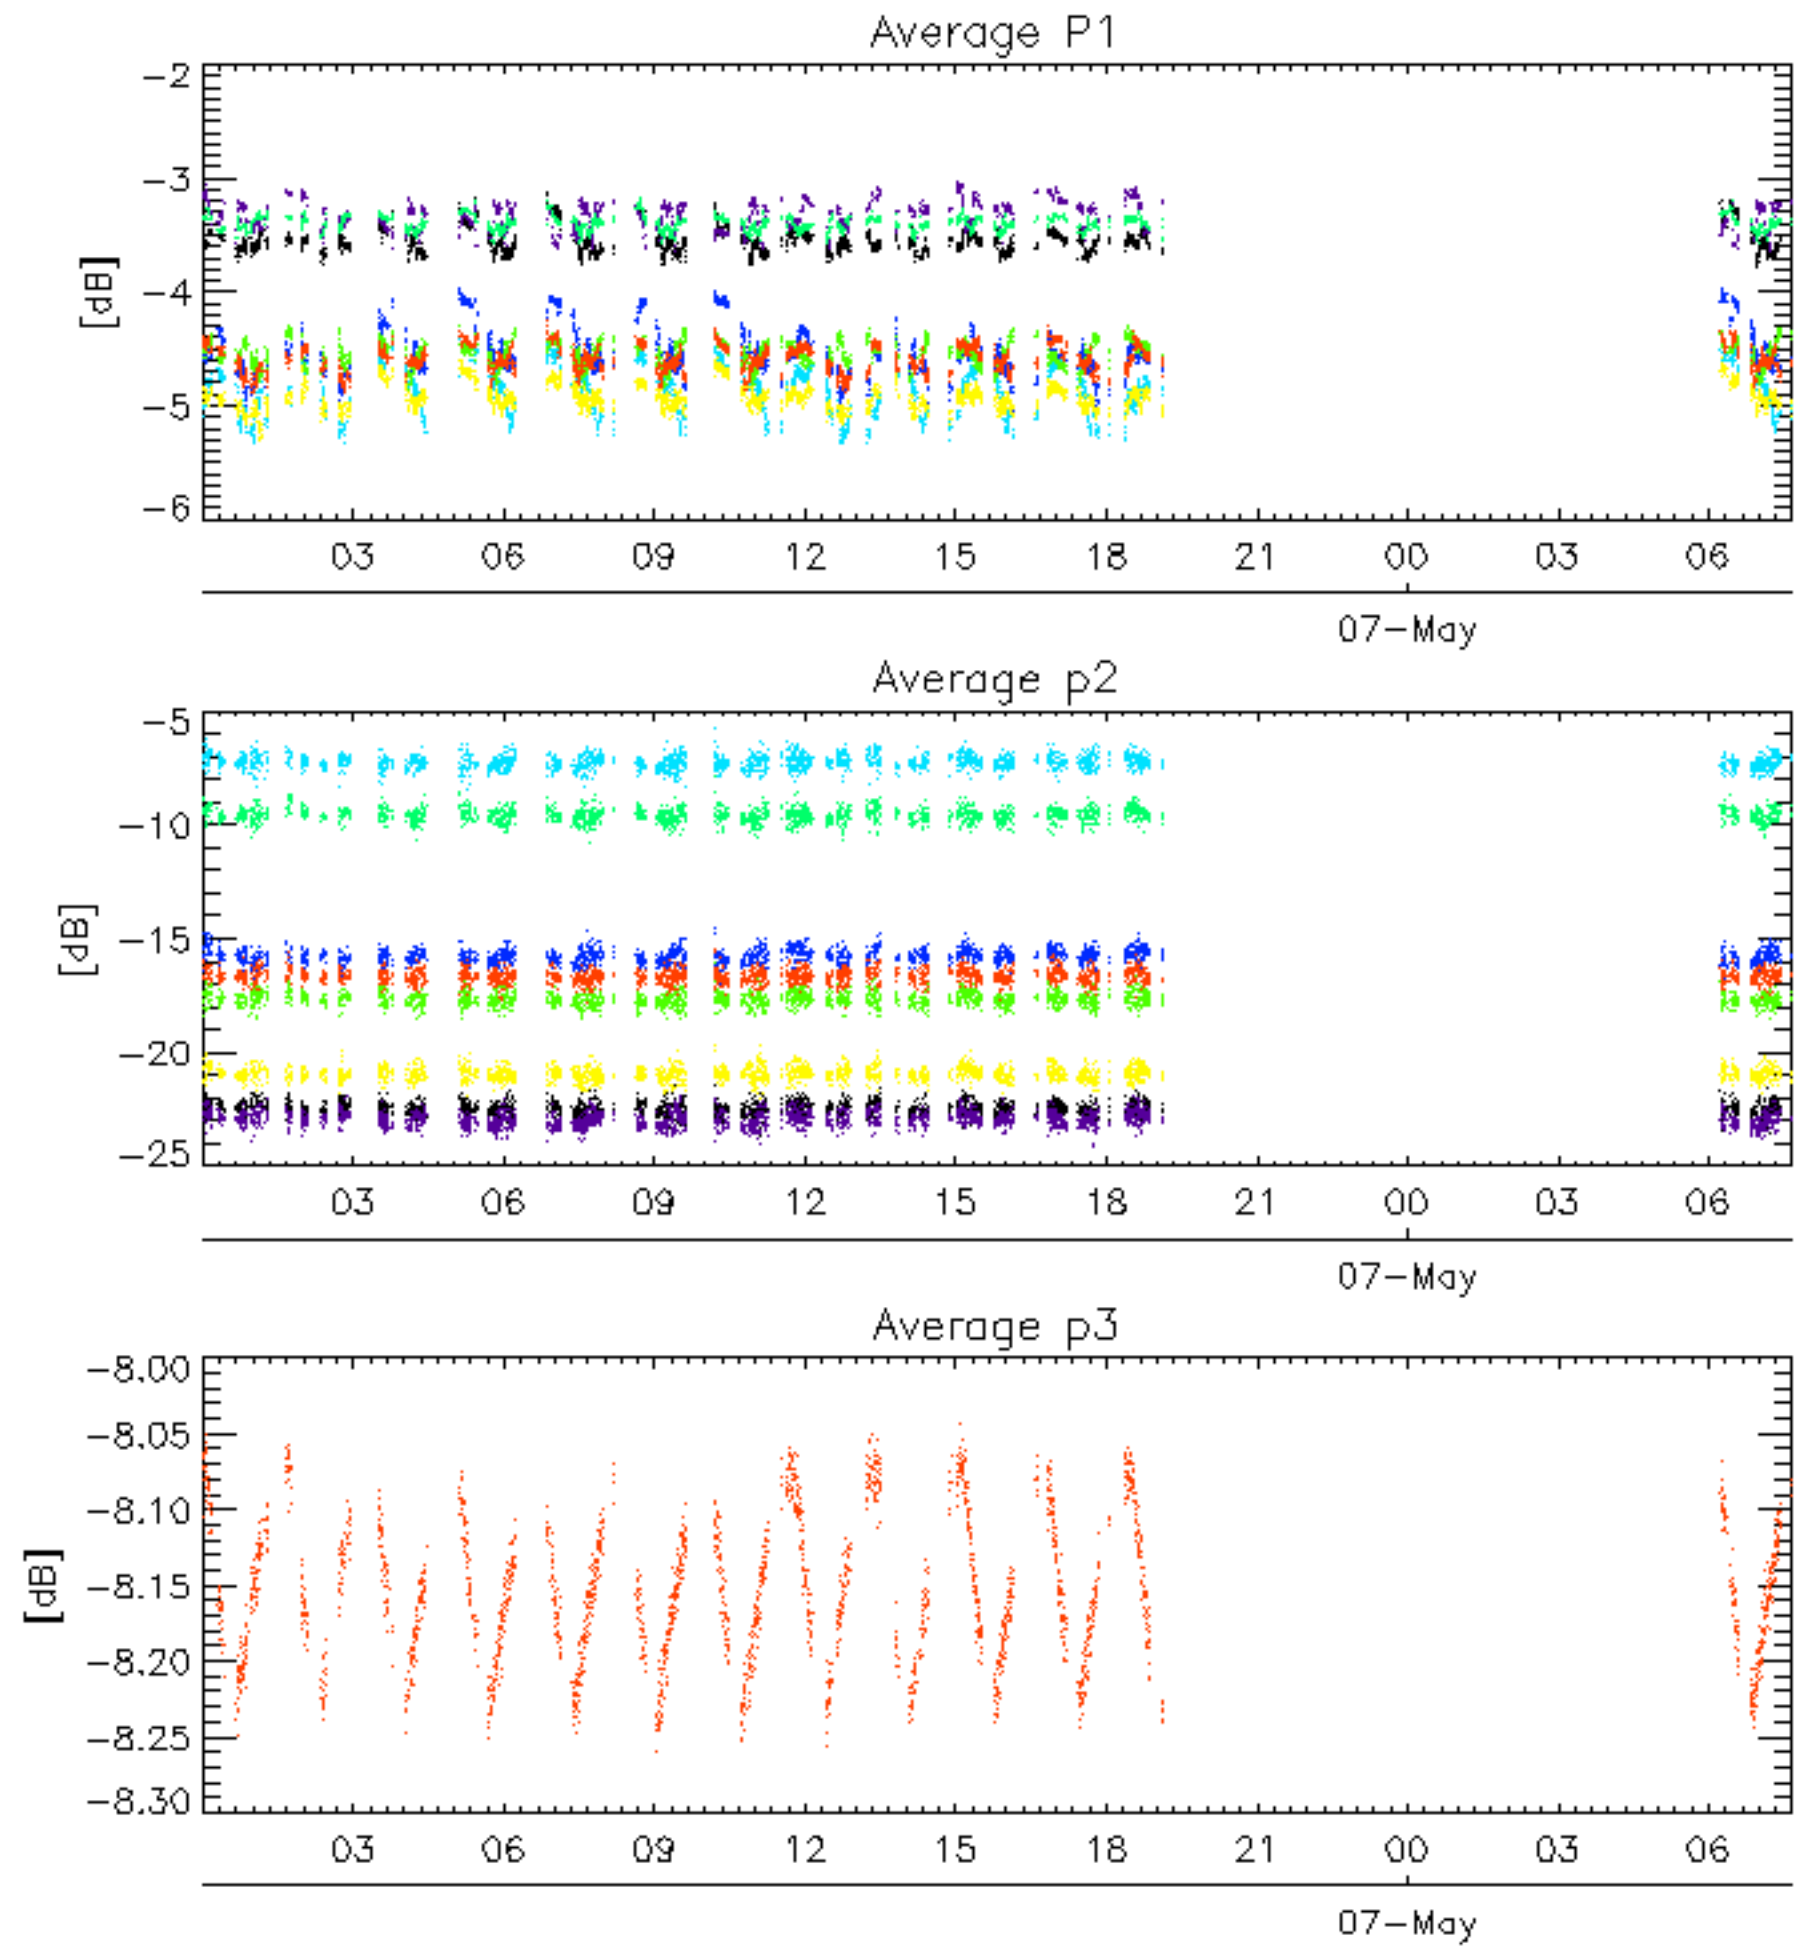 Average P1
−2
−3
−4
−5
−6
[dB]
03 06 09 12 15 18 21 00 03 06
07−May
Average p2
−5
−10
−15
−20
−25
[dB]
03 06 09 12 15 18 21 00 03 06
07−May
Average p3
−8.00
−8.05
−8.10
−8.15
−8.20
−8.25
−8.30
[dB]
03 06 09 12 15 18 21 00 03 06
07−May